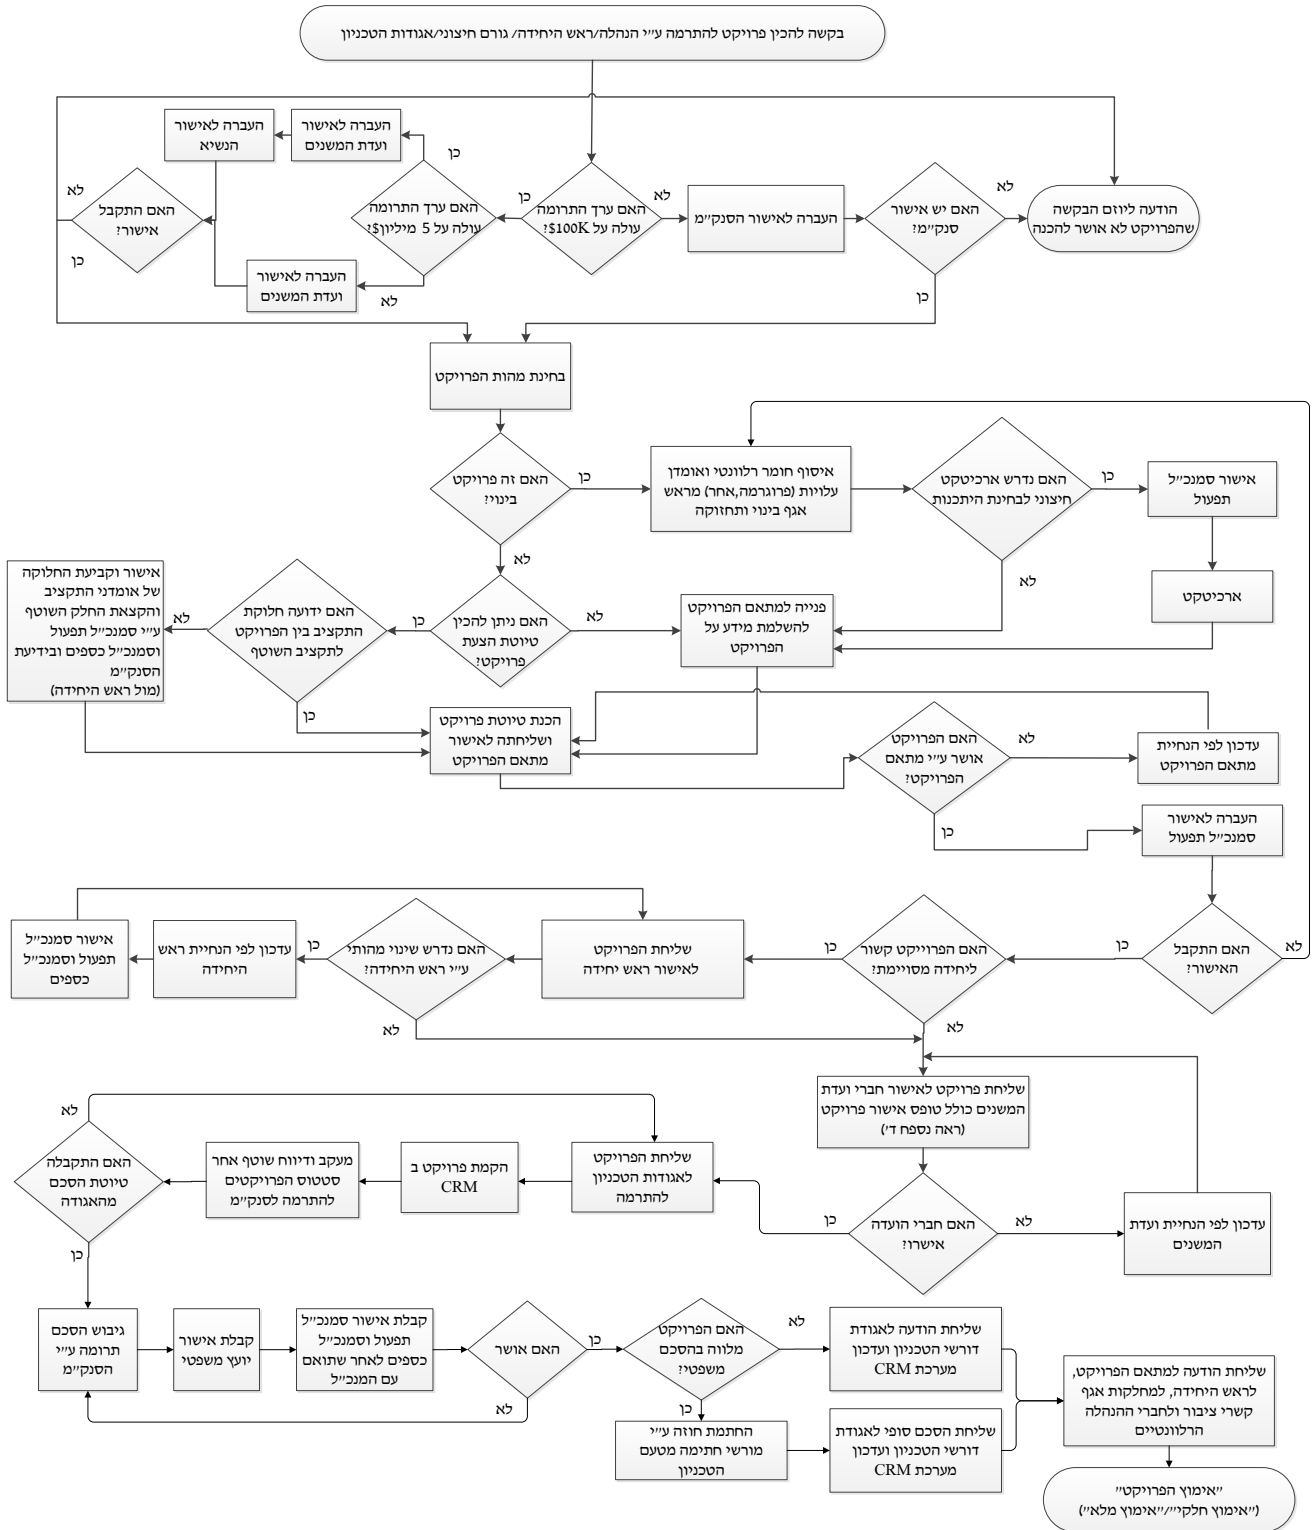 בקשה להכין פרויקט להתרמה ע״י הנהלה/ראש היחידה/ גורם חיצוני/אגודות הטכניון
העברה לאישור
הנשיא
העברה לאישור
ועדת המשנים
כן
האם ערך התרומה
עולה על 5 מיליון$?
כן
האם ערך התרומה
עולה על 100K$?
לא
העברה לאישור הסנק״מ
האם יש אישור
סנק״מ?
לא
הודעה ליוזם הבקשה
שהפרויקט לא אושר להכנה
לא
האם התקבל
אישור?
כן
העברה לאישור
ועדת המשנים
לא
כן
בחינת מהות הפרויקט
האם זה פרויקט
בינוי?
כן
איסוף חומר רלוונטי ואומדן
עלויות (פרוגרמה,אחר) מראש
אגף בינוי ותחזוקה
האם נדרש ארכיטקט
חיצוני לבחינת היתכנות
כן
אישור סמנכ״ל
תפעול
לא
לא
ארכיטקט
אישור וקביעת החלוקה
של אומדני התקציב
והקצאת החלק השוטף
ע״י סמנכ״ל תפעול
וסמנכ״ל כספים ובידיעת
הסנק״מ
(מול ראש היחידה)
לא
האם ידועה חלוקת
התקציב בין הפרויקט
לתקציב השוטף
כן
האם ניתן להכין
טיוטת הצעת
פרויקט?
לא
פנייה למתאם הפרויקט
להשלמת מידע על
הפרויקט
כן
הכנת טיוטת פרויקט
ושליחתה לאישור
מתאם הפרויקט
האם הפרויקט
אושר ע״י מתאם
הפרויקט?
לא
עדכון לפי הנחיית
מתאם הפרויקט
כן
העברה לאישור
סמנכ״ל תפעול
האם התקבל
האישור?
לא
כן
האם הפרוייקט קשור
ליחידה מסויימת?
כן
שליחת הפרויקט
לאישור ראש יחידה
האם נדרש שינוי מהותי
ע״י ראש היחידה?
כן
עדכון לפי הנחיית ראש
היחידה
אישור סמנכ״ל
תפעול וסמנכ״ל
כספים
לא
לא
שליחת פרויקט לאישור חברי ועדת
המשנים כולל טופס אישור פרויקט
(ראה נספח ד׳)
האם חברי הועדה
אישרו?
לא
עדכון לפי הנחיית ועדת
המשנים
כן
שליחת הפרויקט
לאגודות הטכניון
להתרמה
הקמת פרויקט ב
CRM
מעקב ודיווח שוטף אחר
סטטוס הפרויקטים
להתרמה לסנק״מ
לא
האם התקבלה
טיוטת הסכם
מהאגודה
כן
גיבוש הסכם
תרומה ע״י
הסנק״מ
קבלת אישור
יועץ משפטי
קבלת אישור סמנכ״ל
תפעול וסמנכ״ל
כספים לאחר שתואם
עם המנכ״ל
האם אושר
לא
כן
האם הפרויקט
מלווה בהסכם
משפטי?
לא
שליחת הודעה לאגודת
דורשי הטכניון ועדכון
מערכת CRM
כן
החתמת חוזה ע״י
מורשי חתימה מטעם
הטכניון
שליחת הסכם סופי לאגודת
דורשי הטכניון ועדכון
מערכת CRM
שליחת הודעה למתאם הפרויקט,
לראש היחידה, למחלקות אגף
קשרי ציבור ולחברי ההנהלה
הרלוונטיים
״אימוץ הפרויקט״
(״אימוץ חלקי״/״אימוץ מלא״)